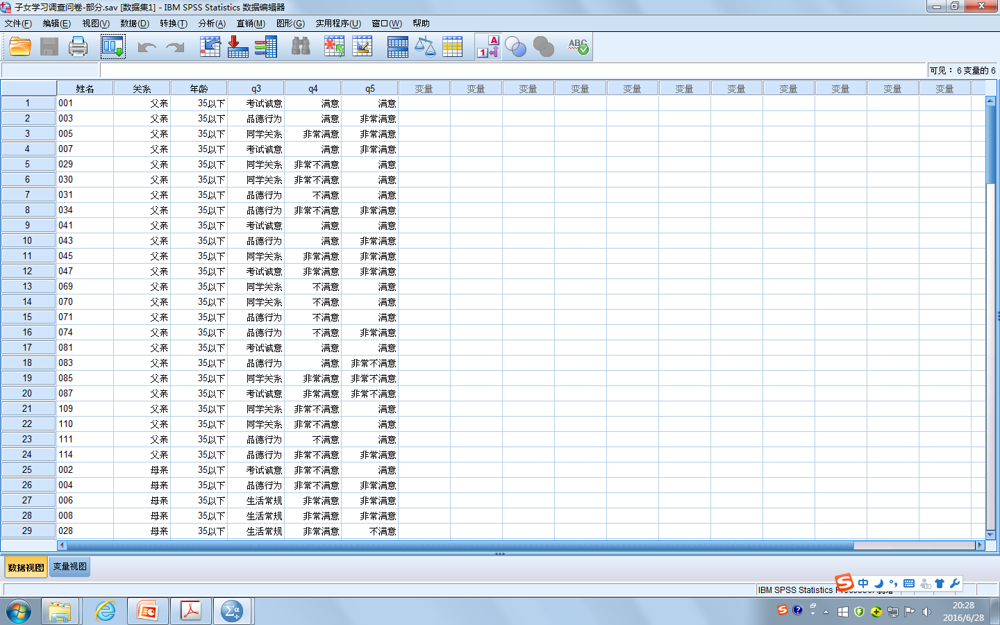 子女学习调查问卷-部分.sav [数据集1] - IBM SPSS Statistics 数据编辑器
文件(F) 编辑(E) 视图(V) 数据(D) 转换(T) 分析(A) 直销(M) 图形(G) 实用程序(U) 窗口(W) 帮助
A
1
ABC
可见： 6 变量的 6
姓名 关系 年龄 q3 q4 q5 变量 变量 变量 变量 变量 变量 变量 变量 变量 变量 变量
1 001 父亲 35以下 考试诚意 满意 满意
2 003 父亲 35以下 品德行为 满意 非常满意
3 005 父亲 35以下 同学关系 非常满意 非常满意
4 007 父亲 35以下 考试诚意 满意 非常满意
5 029 父亲 35以下 同学关系 非常不满意 满意
6 030 父亲 35以下 同学关系 非常不满意 满意
7 031 父亲 35以下 品德行为 不满意 满意
8 034 父亲 35以下 品德行为 非常不满意 非常满意
9 041 父亲 35以下 考试诚意 满意 满意
10 043 父亲 35以下 品德行为 满意 非常满意
11 045 父亲 35以下 同学关系 非常满意 非常满意
12 047 父亲 35以下 考试诚意 非常满意 非常满意
13 069 父亲 35以下 同学关系 不满意 满意
14 070 父亲 35以下 同学关系 不满意 满意
15 071 父亲 35以下 品德行为 不满意 满意
16 074 父亲 35以下 品德行为 不满意 非常满意
17 081 父亲 35以下 考试诚意 满意 满意
18 083 父亲 35以下 品德行为 满意 非常不满意
19 085 父亲 35以下 同学关系 非常满意 非常不满意
20 087 父亲 35以下 考试诚意 非常满意 非常不满意
21 109 父亲 35以下 同学关系 非常不满意 满意
22 110 父亲 35以下 同学关系 非常不满意 满意
23 111 父亲 35以下 品德行为 不满意 满意
24 114 父亲 35以下 品德行为 非常不满意 非常满意
25 002 母亲 35以下 考试诚意 非常不满意 满意
26 004 母亲 35以下 品德行为 非常不满意 非常满意
27 006 母亲 35以下 生活常规 非常满意 非常满意
28 008 母亲 35以下 生活常规 非常满意 非常满意
29 028 母亲 35以下 生活常规 非常满意 不满意
数据视图 变量视图
中
IBM SPSS Statistics
20:28
2016/6/28